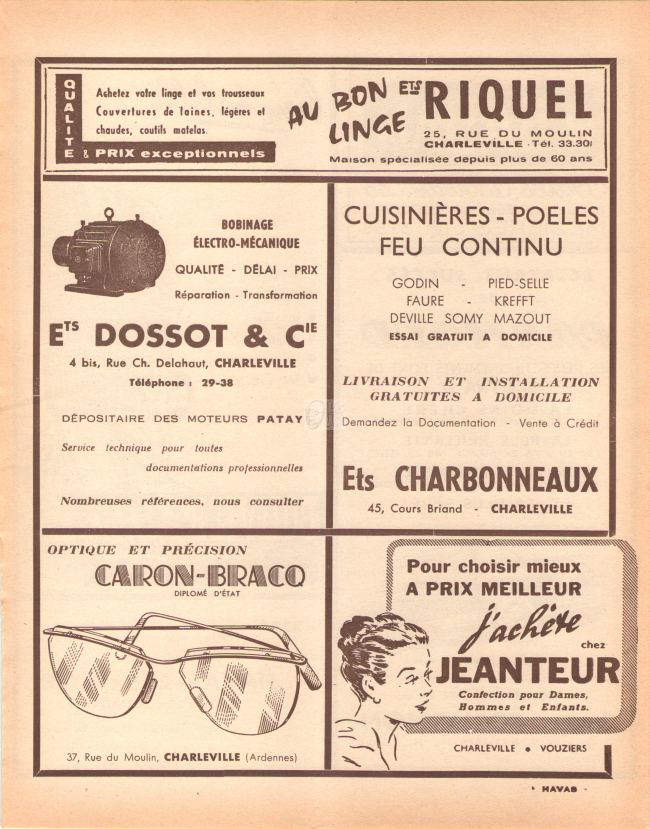 QUALITÉ
Achetez votre linge et vos trousseaux
Couvertures de laines, légères et
chaudes, coutils matelas.
& PRIX exceptionnels
AU BON LINGE
ETS RIQUEL
25, RUE DU MOULIN
CHARLEVILLE - Tél. 33.30
Maison spécialisée depuis plus de 60 ans
BOBINAGE
ÉLECTRO-MÉCANIQUE
QUALITÉ - DÉLAI - PRIX
Réparation - Transformation
ETS DOSSOT & CIE
4 bis, Rue Ch. Delahaut, CHARLEVILLE
Téléphone : 29-38
DÉPOSITAIRE DES MOTEURS PATAY
Service technique pour toutes
documentations professionnelles
Nombreuses références, nous consulter
CUISINIÈRES - POELES
FEU CONTINU
GODIN - PIED-SELLE
FAURE - KREFFT
DEVILLE SOMY MAZOUT
ESSAI GRATUIT A DOMICILE
LIVRAISON ET INSTALLATION
GRATUITES A DOMICILE
Demandez la Documentation - Vente à Crédit
Ets CHARBONNEAUX
45, Cours Briand - CHARLEVILLE
OPTIQUE ET PRÉCISION
CARON-BRACQ
DIPLOMÉ D'ÉTAT
37, Rue du Moulin, CHARLEVILLE (Ardennes)
Pour choisir mieux
A PRIX MEILLEUR
j'achète
chez
JEANTEUR
Confection pour Dames,
Hommes et Enfants.
CHARLEVILLE • VOUZIERS
HAVAS